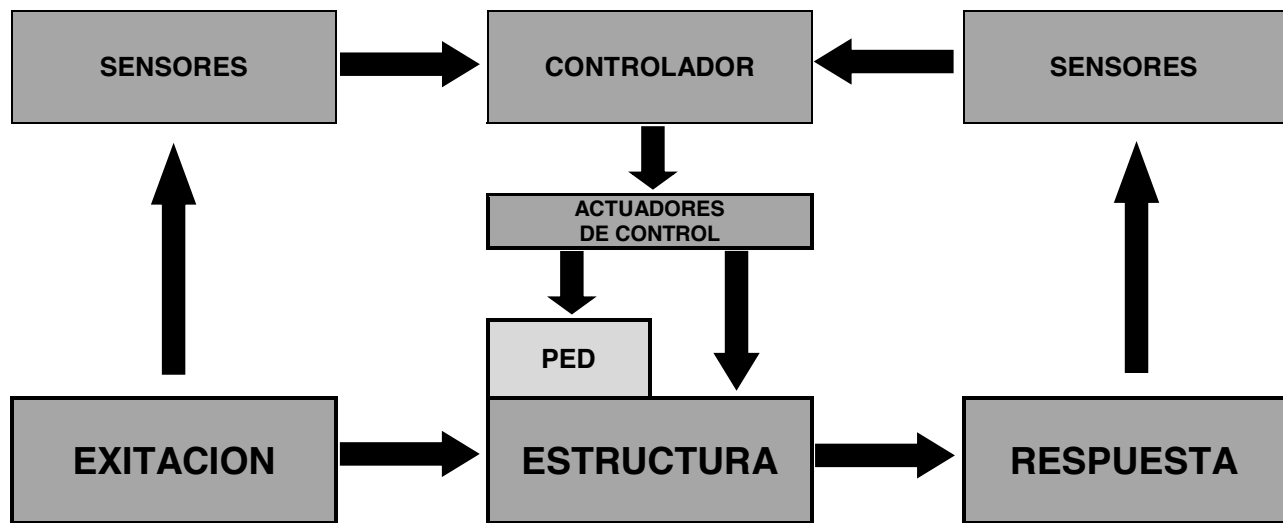 SENSORES
CONTROLADOR
SENSORES
ACTUADORES
DE CONTROL
PED
EXITACION
ESTRUCTURA
RESPUESTA